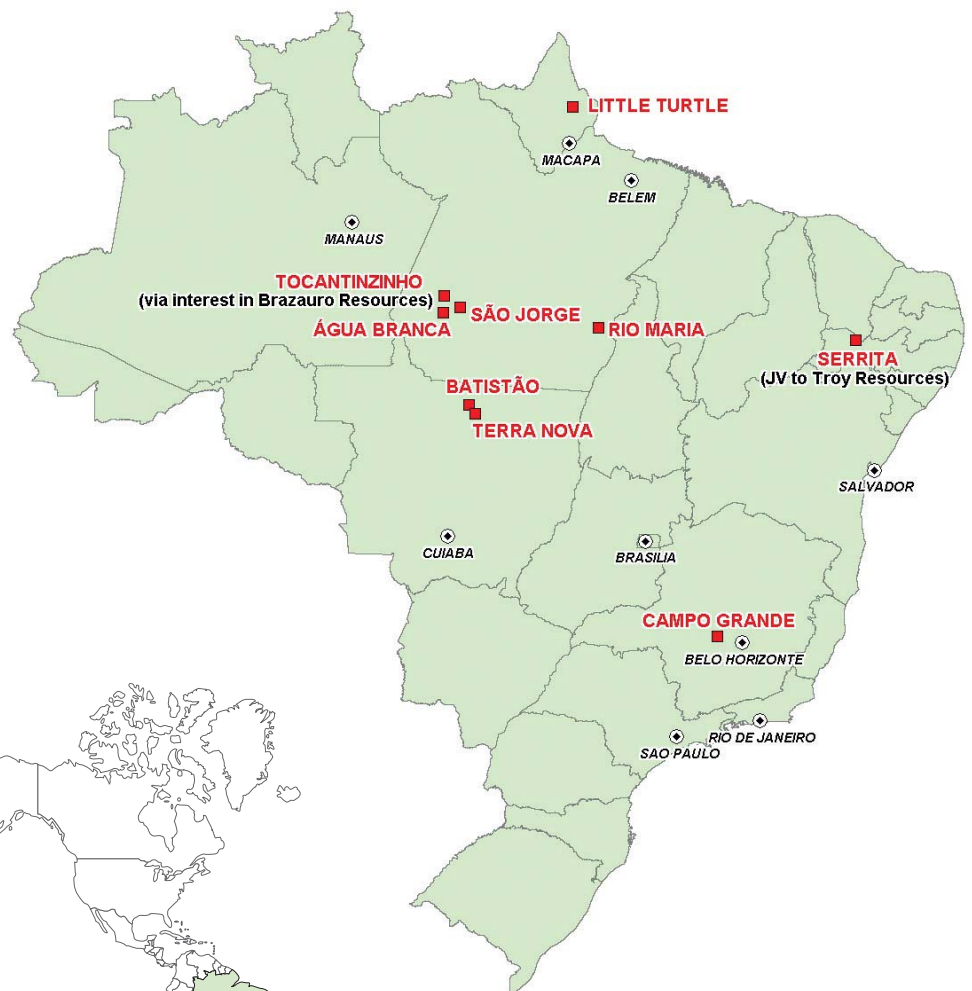 LITTLE TURTLE
MACAPA
BELEM
MANAUS
TOCANTINZINHO
(via interest in Brazauro Resources)
SÃO JORGE
ÁGUA BRANCA
RIO MARIA
SERRITA
(JV to Troy Resources)
BATISTÃO
TERRA NOVA
SALVADOR
CUIABA
BRASILIA
CAMPO GRANDE
BELO HORIZONTE
RIO DE JANEIRO
SAO PAULO